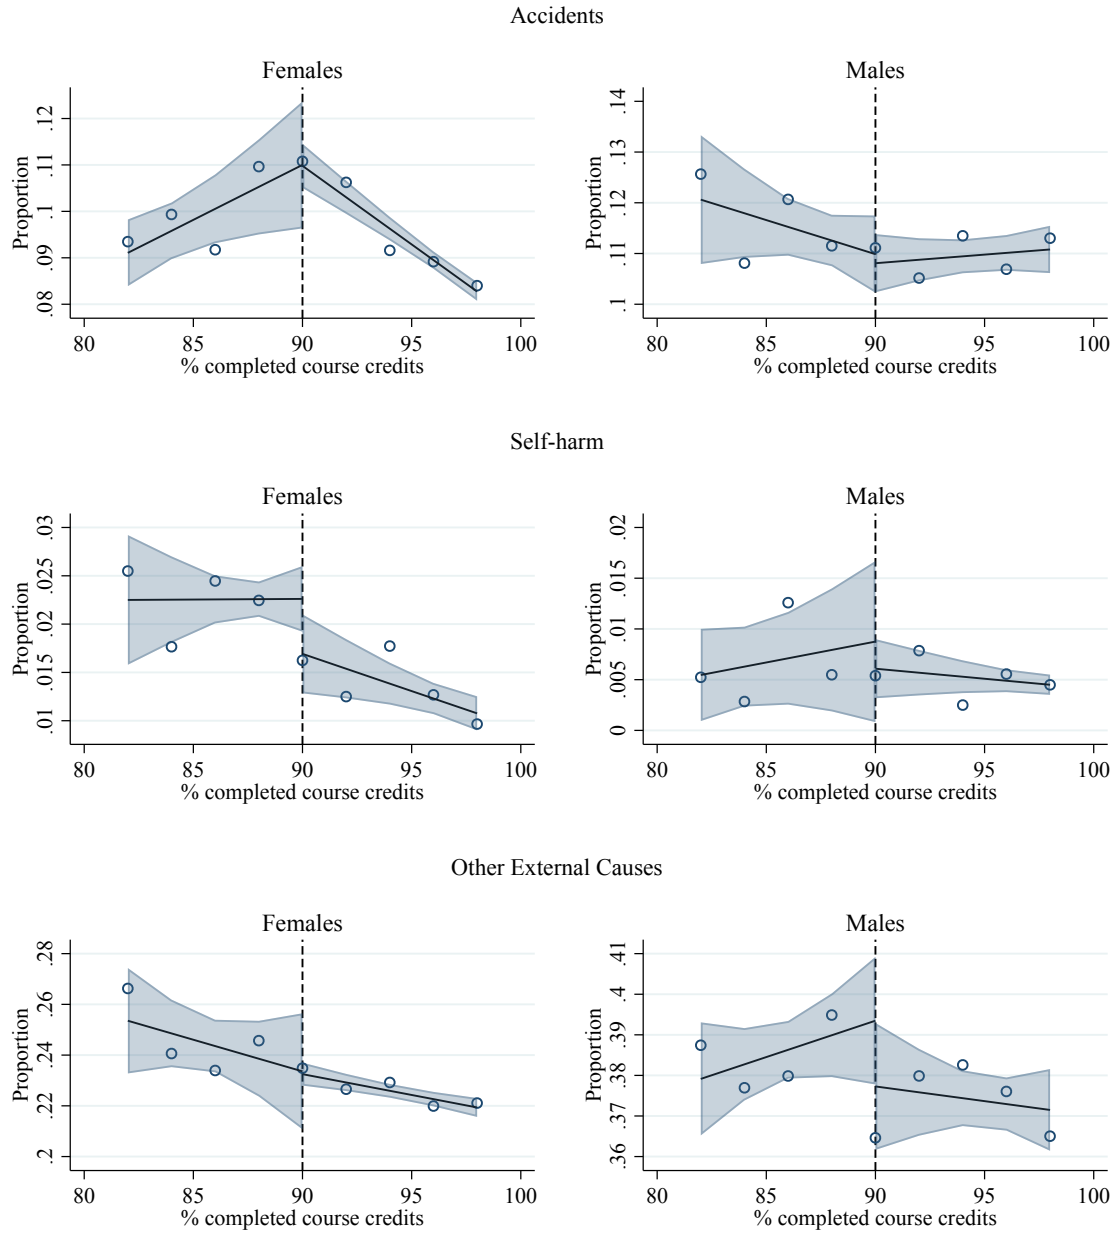 Accidents
Females
Proportion
.12
.11
.1
.09
.08
80 85 90 95 100
% completed course credits
Males
Proportion
.14
.13
.12
.11
.1
80 85 90 95 100
% completed course credits
Self-harm
Females
Proportion
.03
.025
.02
.015
.01
80 85 90 95 100
% completed course credits
Males
Proportion
.02
.015
.01
.005
0
80 85 90 95 100
% completed course credits
Other External Causes
Females
Proportion
.28
.26
.24
.22
.2
80 85 90 95 100
% completed course credits
Males
Proportion
.41
.4
.39
.38
.37
.36
80 85 90 95 100
% completed course credits